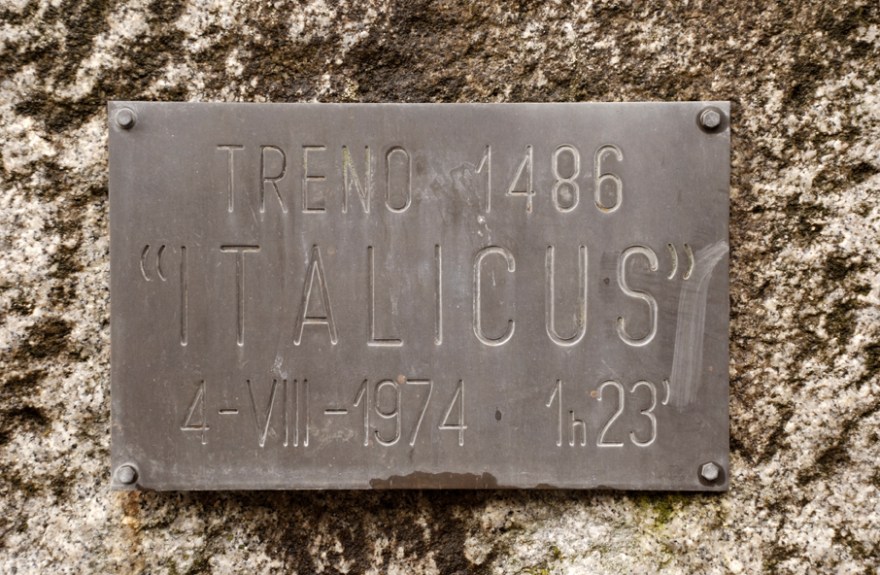 TRENO 1486
“ITALICUS”
4-VIII-1974 · 1h23'